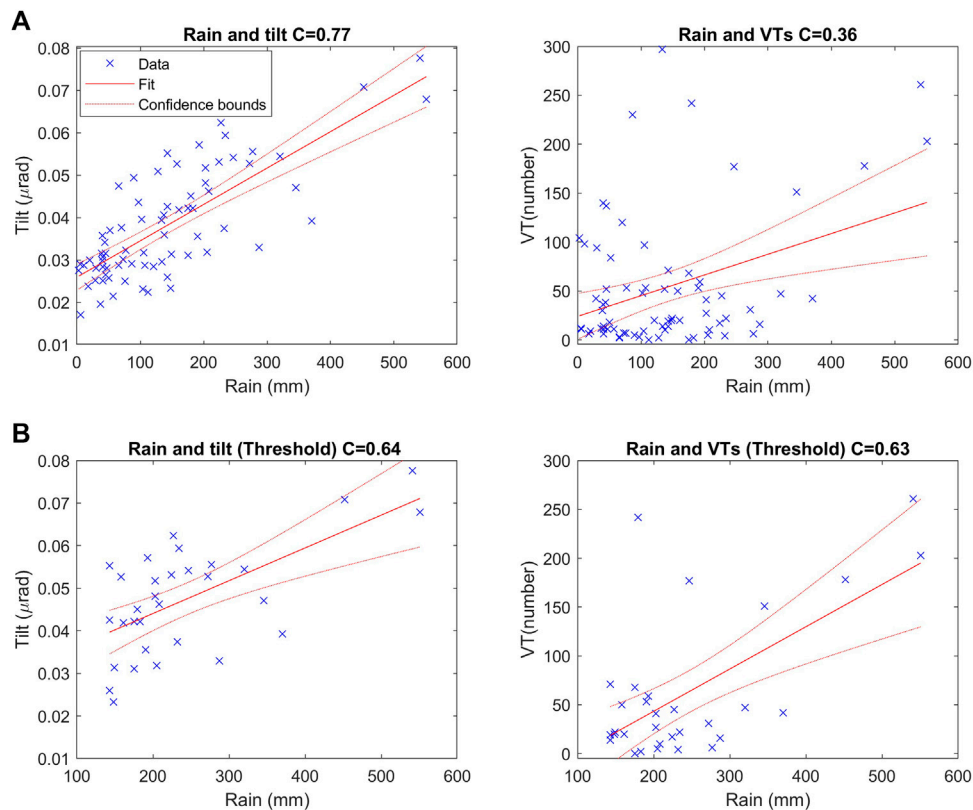 A
Rain and tilt C=0.77
0.08
0.07
0.06
0.05
0.04
0.03
0.02
0.01
Tilt (μrad)
Data
Fit
Confidence bounds
0 100 200 300 400 500 600
Rain (mm)
Rain and VTs C=0.36
300
250
200
150
100
50
0
VT(number)
0 100 200 300 400 500 600
Rain (mm)
B
Rain and tilt (Threshold) C=0.64
0.08
0.07
0.06
0.05
0.04
0.03
0.02
0.01
Tilt (μrad)
100 200 300 400 500 600
Rain (mm)
Rain and VTs (Threshold) C=0.63
300
250
200
150
100
50
0
VT(number)
100 200 300 400 500 600
Rain (mm)